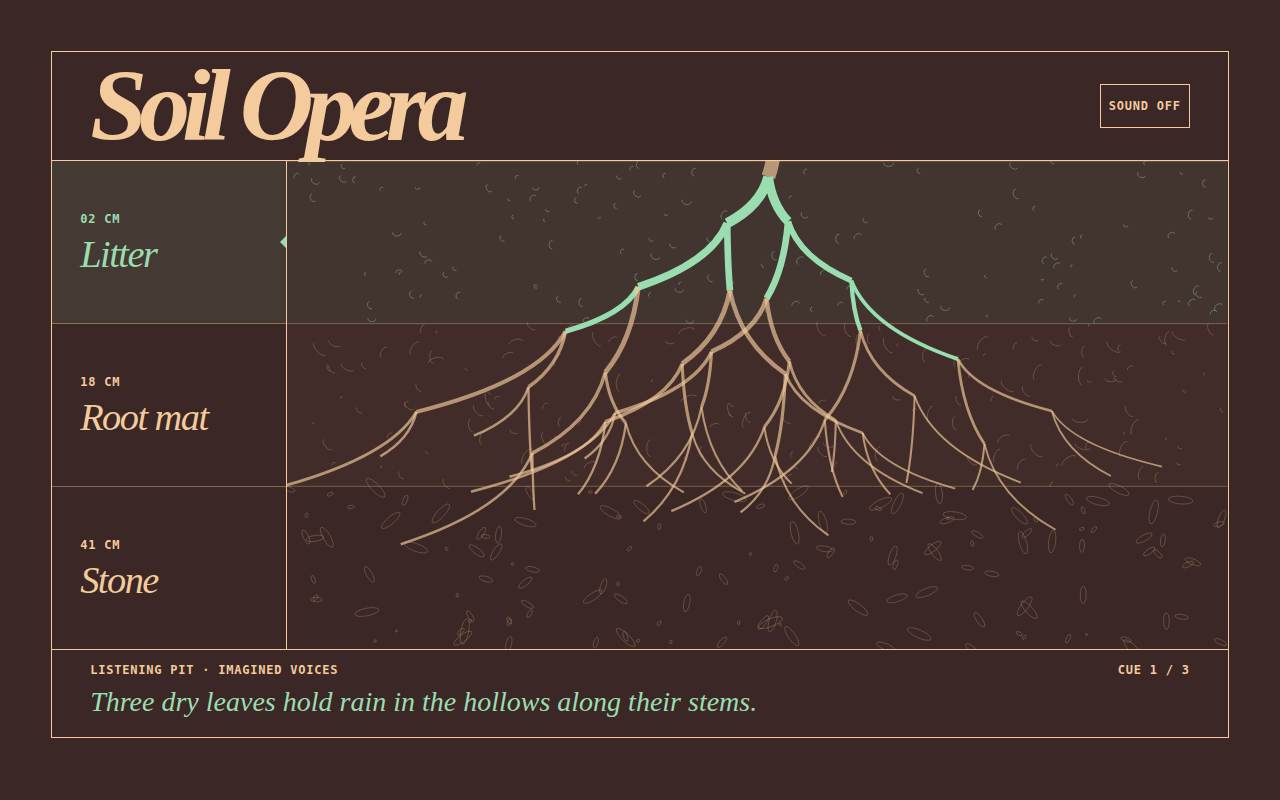 Soil Opera
SOUND OFF
02 CM
Litter
18 CM
Root mat
41 CM
Stone
LISTENING PIT · IMAGINED VOICES
CUE 1 / 3
Three dry leaves hold rain in the hollows along their stems.